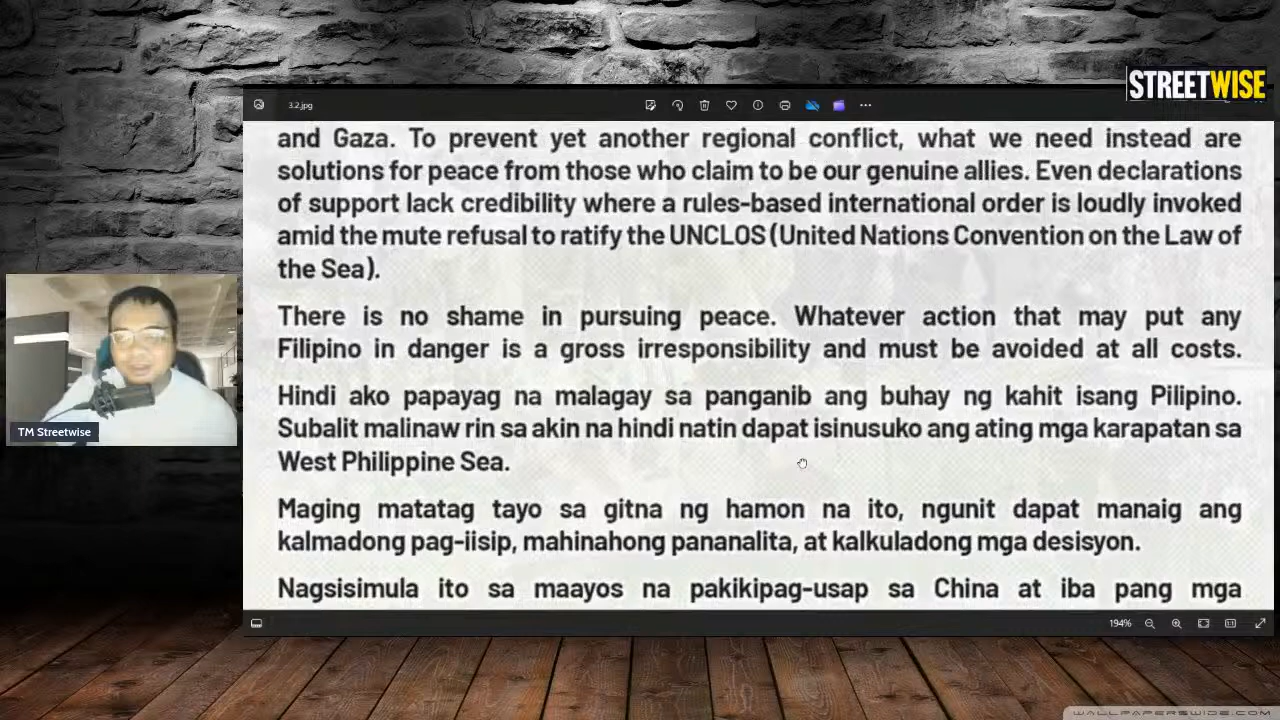 STREETWISE
3.2.jpg
and Gaza. To prevent yet another regional conflict, what we need instead are
solutions for peace from those who claim to be our genuine allies. Even declarations
of support lack credibility where a rules-based international order is loudly invoked
amid the mute refusal to ratify the UNCLOS (United Nations Convention on the Law of
the Sea).
There is no shame in pursuing peace. Whatever action that may put any
Filipino in danger is a gross irresponsibility and must be avoided at all costs.
Hindi ako papayag na malagay sa panganib ang buhay ng kahit isang Pilipino.
Subalit malinaw rin sa akin na hindi natin dapat isinusuko ang ating mga karapatan sa
West Philippine Sea.
Maging matatag tayo sa gitna ng hamon na ito, ngunit dapat manaig ang
kalmadong pag-iisip, mahinahong pananalita, at kalkuladong mga desisyon.
Nagsisimula ito sa maayos na pakikipag-usap sa China at iba pang mga
TM Streetwise
194%
WALLPAPERSWIDE.COM